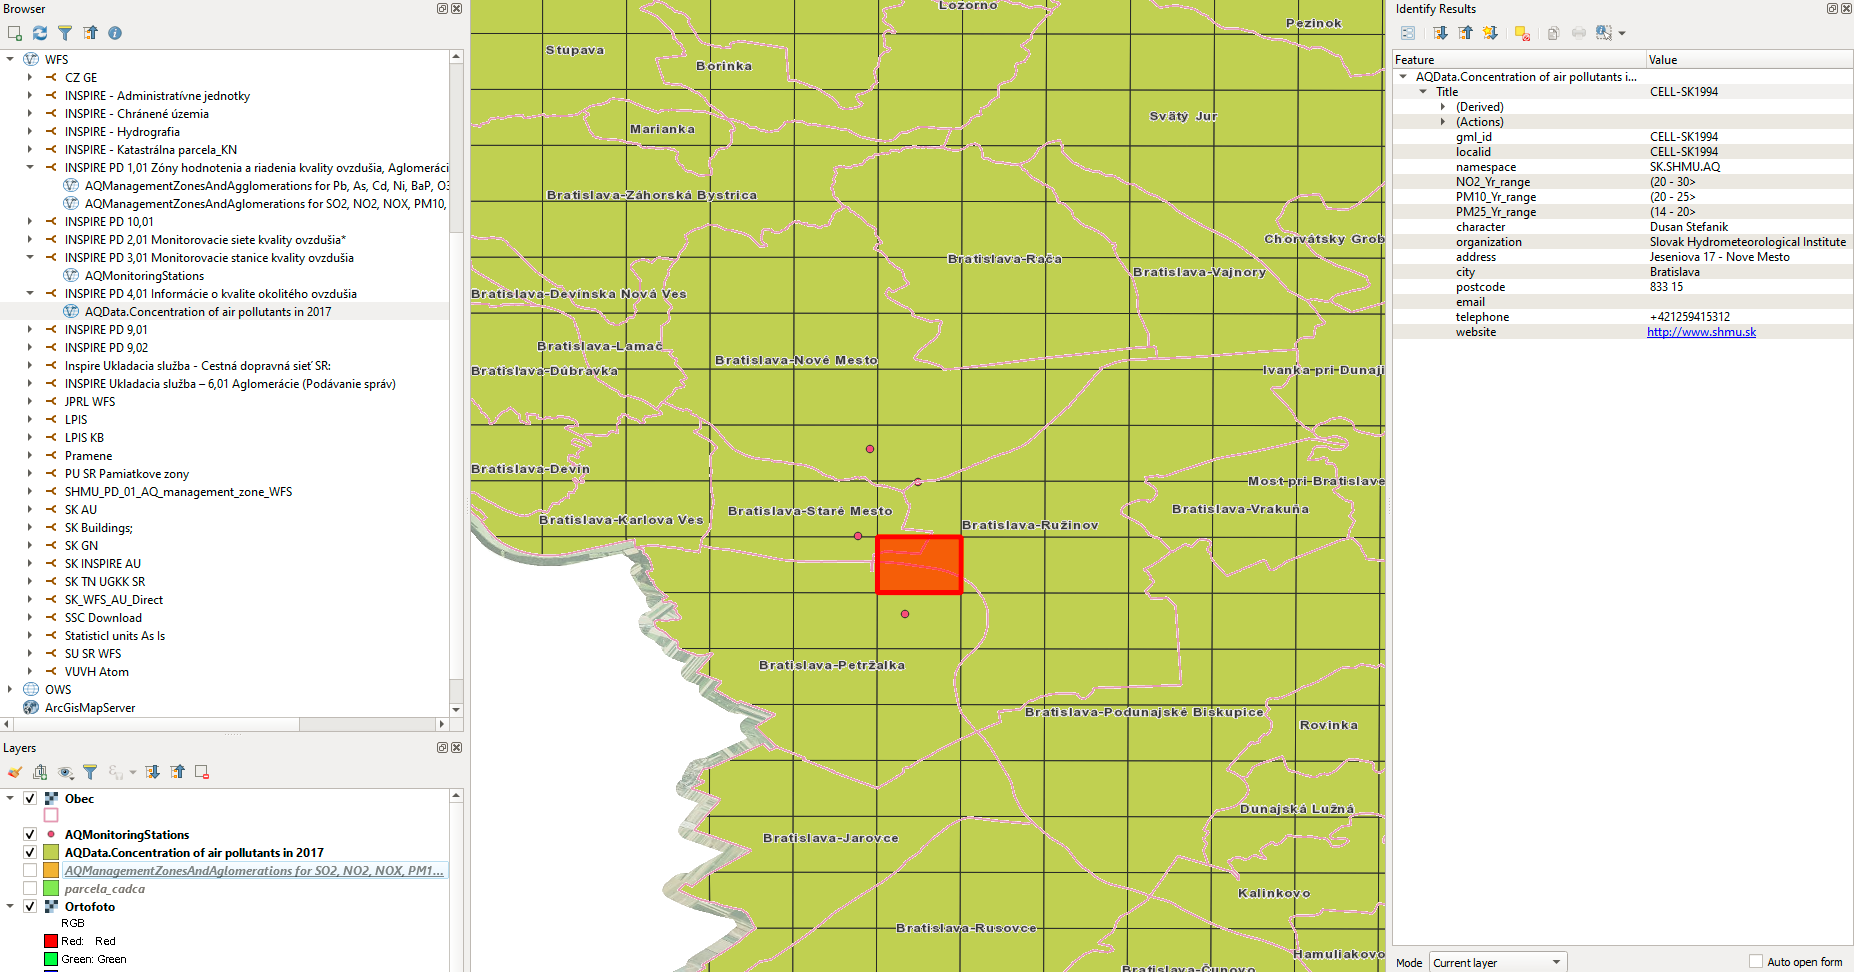 Browser
WFS
CZ GE
INSPIRE - Administratívne jednotky
INSPIRE - Chránené územia
INSPIRE - Hydrografia
INSPIRE - Katastrálna parcela_KN
INSPIRE PD 1,01 Zóny hodnotenia a riadenia kvality ovzdušia, Aglomeráci
AQManagementZonesAndAgglomerations for Pb, As, Cd, Ni, BaP, O3
AQManagementZonesAndAglomerations for SO2, NO2, NOX, PM10,
INSPIRE PD 10,01
INSPIRE PD 2,01 Monitorovacie siete kvality ovzdušia*
INSPIRE PD 3,01 Monitorovacie stanice kvality ovzdušia
AQMonitoringStations
INSPIRE PD 4,01 Informácie o kvalite okolitého ovzdušia
AQData.Concentration of air pollutants in 2017
INSPIRE PD 9,01
INSPIRE PD 9,02
Inspire Ukladacia služba - Cestná dopravná sieť SR:
INSPIRE Ukladacia služba – 6,01 Aglomerácie (Podávanie správ)
JPRL WFS
LPIS
LPIS KB
Pramene
PU SR Pamiatkove zony
SHMU_PD_01_AQ_management_zone_WFS
SK AU
SK Buildings;
SK GN
SK INSPIRE AU
SK TN UGKK SR
SK_WFS_AU_Direct
SSC Download
Statisticl units As Is
SU SR WFS
VUVH Atom
OWS
ArcGisMapServer
Layers
Obec
AQMonitoringStations
AQData.Concentration of air pollutants in 2017
AQManagementZonesAndAglomerations for SO2, NO2, NOX, PM1...
parcela_cadca
Ortofoto
RGB
Red: Red
Green: Green
Lozorno
Pezinok
Stupava
Borinka
Svätý Jur
Marianka
Bratislava-Záhorská Bystrica
Chorvátsky Grob
Bratislava-Rača
Bratislava-Vajnory
Bratislava-Devínska Nová Ves
Bratislava-Lamač
Bratislava-Nové Mesto
Bratislava-Dúbravka
Ivanka pri Dunaji
Bratislava-Devín
Most pri Bratislave
Bratislava-Staré Mesto
Bratislava-Vrakuňa
Bratislava-Karlova Ves
Bratislava-Ružinov
Bratislava-Petržalka
Bratislava-Podunajské Biskupice
Rovinka
Dunajská Lužná
Bratislava-Jarovce
Kalinkovo
Bratislava-Rusovce
Hamuliakovo
Bratislava-Čunovo
Identify Results
Feature Value
AQData.Concentration of air pollutants i...
Title CELL-SK1994
(Derived)
(Actions)
gml_id CELL-SK1994
localid CELL-SK1994
namespace SK.SHMU.AQ
NO2_Yr_range (20 - 30>
PM10_Yr_range (20 - 25>
PM25_Yr_range (14 - 20>
character Dusan Stefanik
organization Slovak Hydrometeorological Institute
address Jeseniova 17 - Nove Mesto
city Bratislava
postcode 833 15
email
telephone +421259415312
website http://www.shmu.sk
Mode Current layer Auto open form